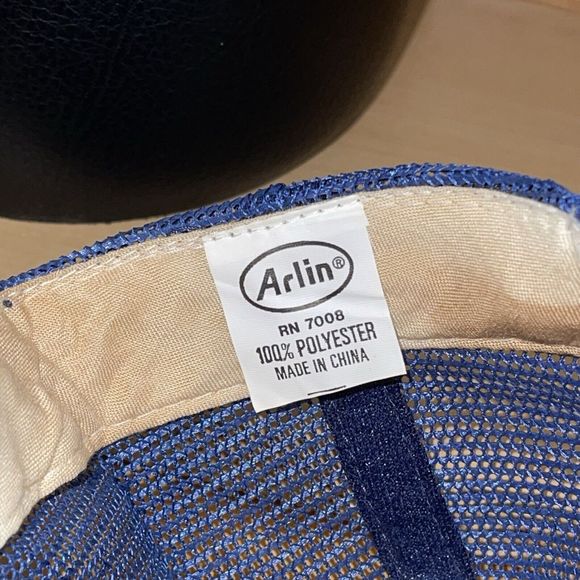 Arlin®
RN 7008
100% POLYESTER
MADE IN CHINA